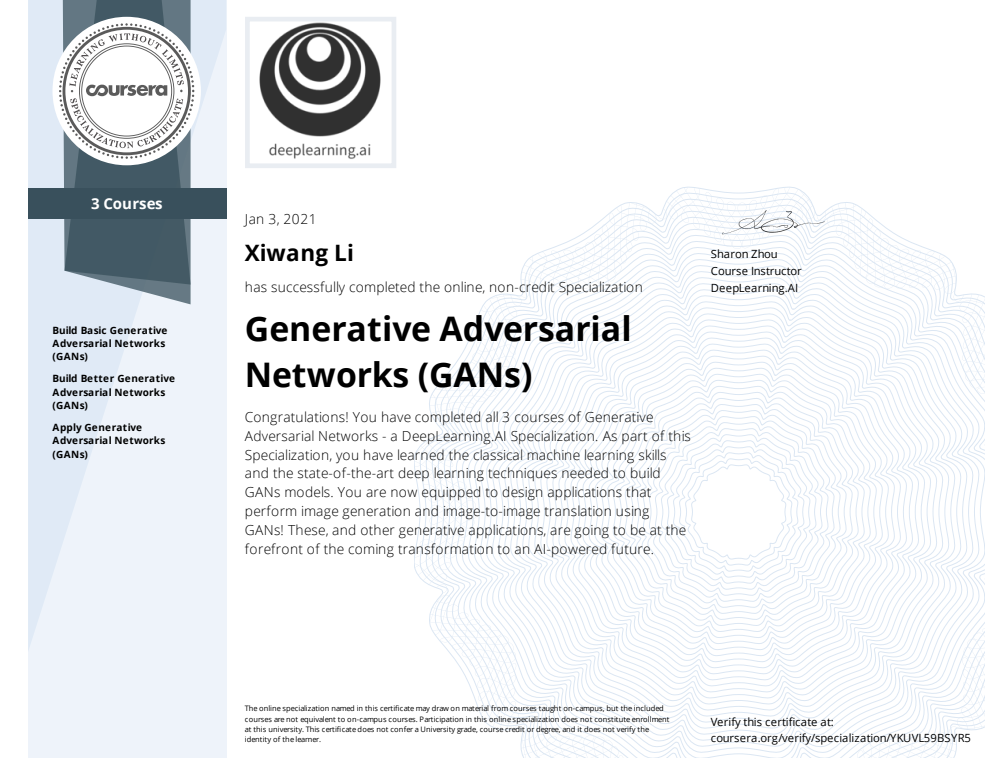 LEARNING WITHOUT LIMITS
coursera
SPECIALIZATION CERTIFICATE
3 Courses
Build Basic Generative
Adversarial Networks
(GANs)
Build Better Generative
Adversarial Networks
(GANs)
Apply Generative
Adversarial Networks
(GANs)
deeplearning.ai
Jan 3, 2021
Xiwang Li
has successfully completed the online, non-credit Specialization
Generative Adversarial
Networks (GANs)
Congratulations! You have completed all 3 courses of Generative
Adversarial Networks - a DeepLearning.AI Specialization. As part of this
Specialization, you have learned the classical machine learning skills
and the state-of-the-art deep learning techniques needed to build
GANs models. You are now equipped to design applications that
perform image generation and image-to-image translation using
GANs! These, and other generative applications, are going to be at the
forefront of the coming transformation to an AI-powered future.
Sharon Zhou
Course Instructor
DeepLearning.AI
The online specialization named in this certificate may draw on material from courses taught on-campus, but the included
courses are not equivalent to on-campus courses. Participation in this online specialization does not constitute enrollment
at this university. This certificate does not confer a University grade, course credit or degree, and it does not verify the
identity of the learner.
Verify this certificate at:
coursera.org/verify/specialization/YKUVL59BSYR5